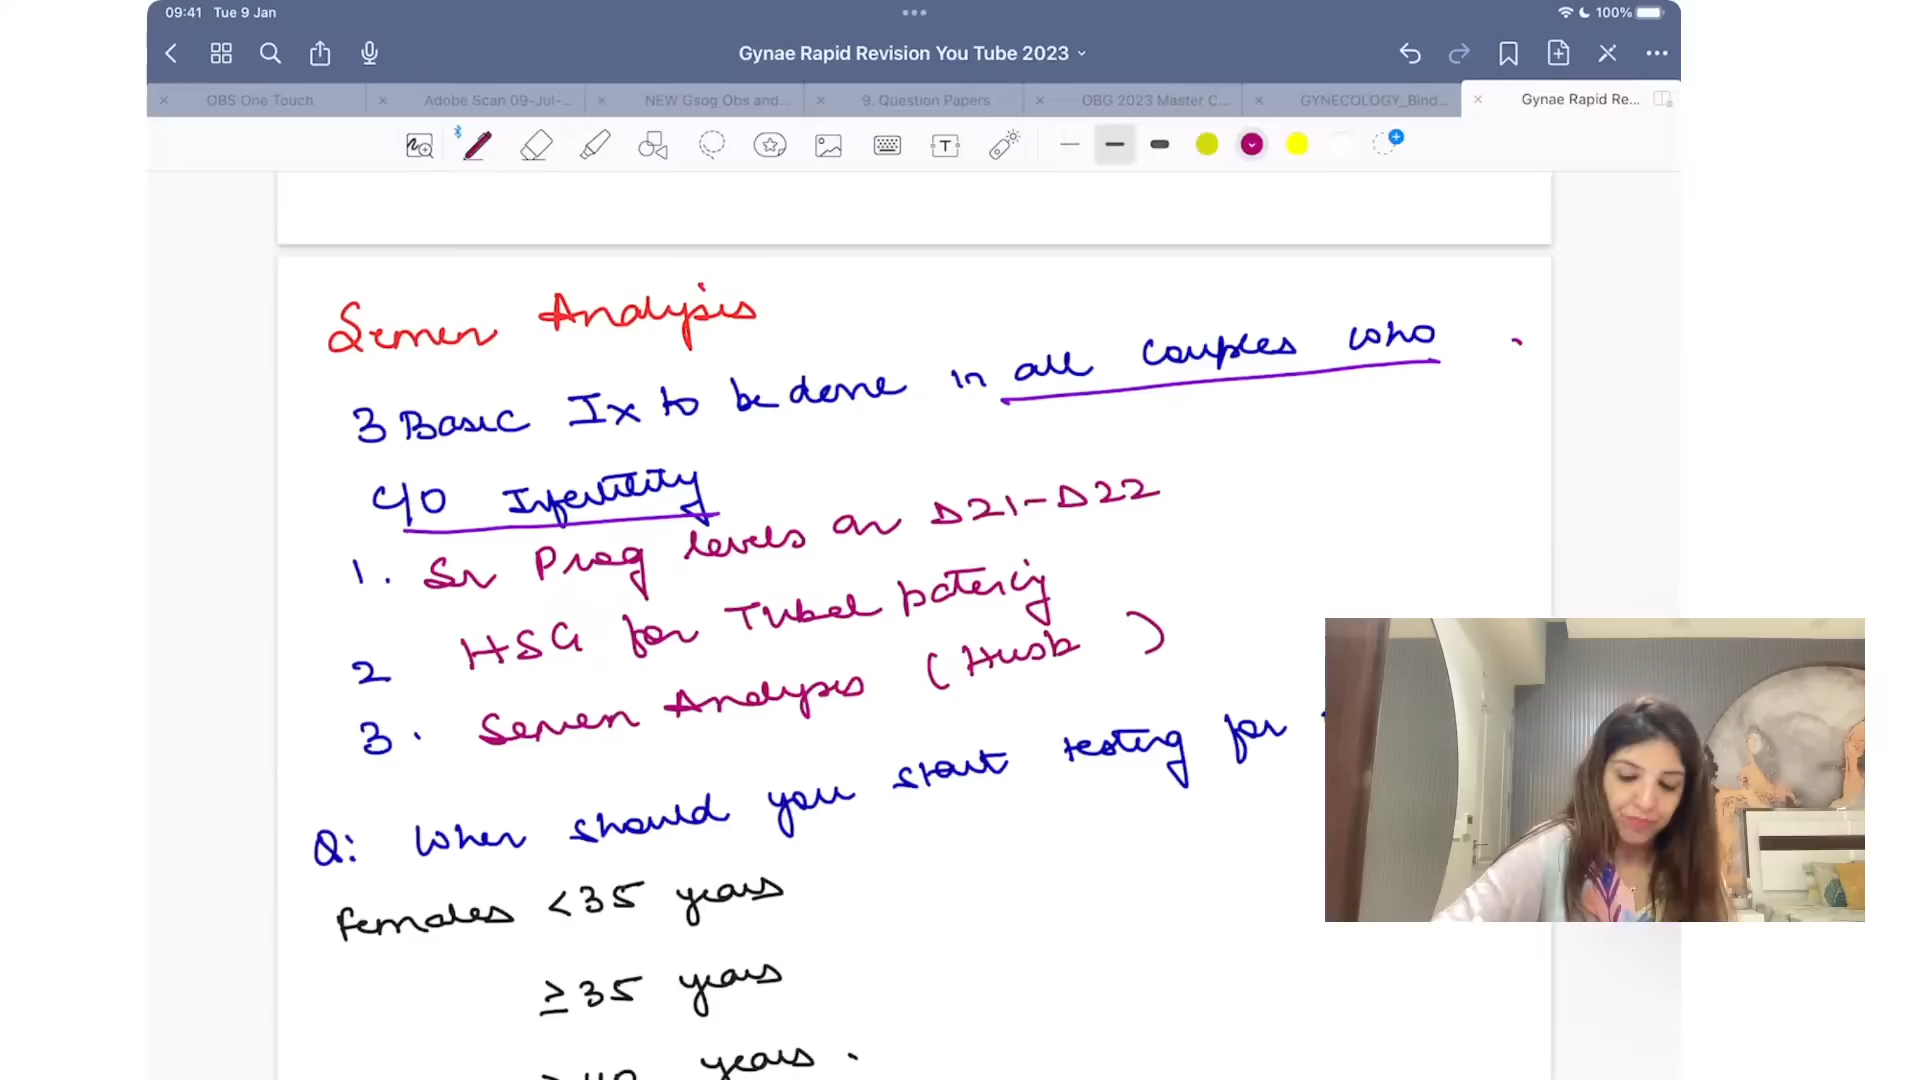 09:41 Tue 9 Jan
100%
Gynae Rapid Revision You Tube 2023
OBS One Touch
Adobe Scan 09-Jul-...
NEW Gsog Obs and...
9. Question Papers
OBG 2023 Master C...
GYNECOLOGY_Bind...
Gynae Rapid Re...
Semen Analysis
3 Basic Ix to be done in all couples who
c/o Infertility
1. Sr Prog levels on D21-D22
2 HSG for Tubal patency
3. Semen Analysis (Husb )
Q: When should you start testing for
females <35 years
≥35 years
years.